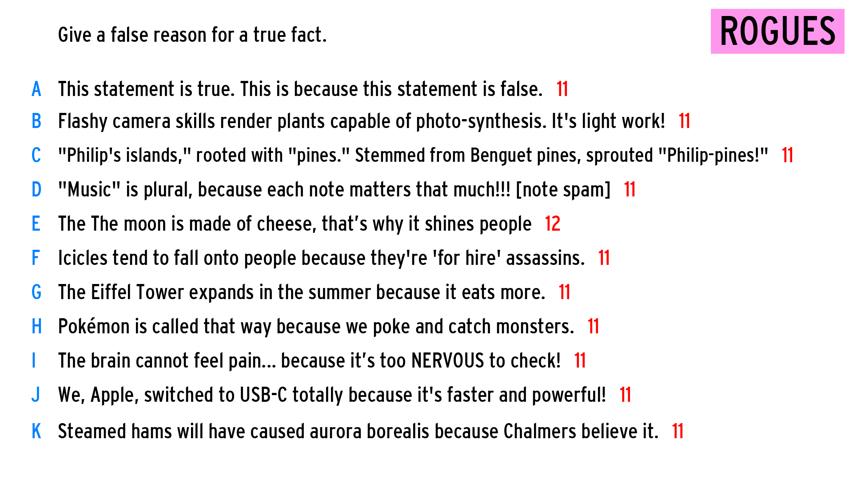 Give a false reason for a true fact.
ROGUES
A This statement is true. This is because this statement is false. 11
B Flashy camera skills render plants capable of photo-synthesis. It's light work! 11
C "Philip's islands," rooted with "pines." Stemmed from Benguet pines, sprouted "Philip-pines!" 11
D "Music" is plural, because each note matters that much!!! [note spam] 11
E The The moon is made of cheese, that’s why it shines people 12
F Icicles tend to fall onto people because they're 'for hire' assassins. 11
G The Eiffel Tower expands in the summer because it eats more. 11
H Pokémon is called that way because we poke and catch monsters. 11
I The brain cannot feel pain... because it’s too NERVOUS to check! 11
J We, Apple, switched to USB-C totally because it's faster and powerful! 11
K Steamed hams will have caused aurora borealis because Chalmers believe it. 11